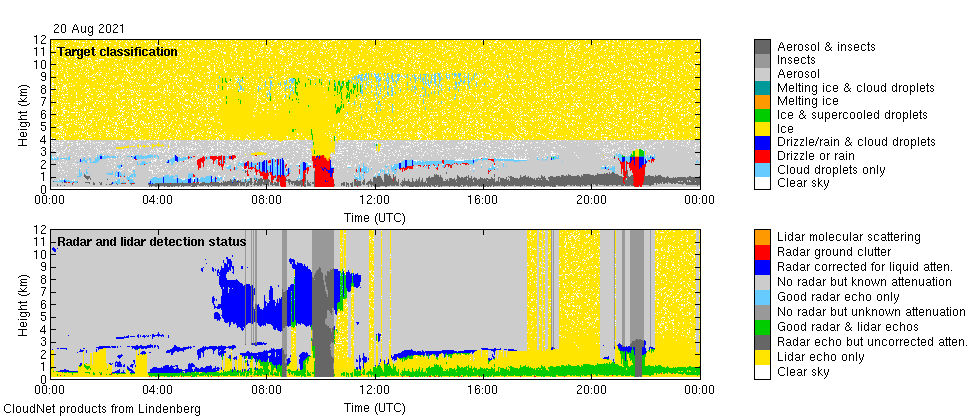 20 Aug 2021
Target classification
Height (km)
12
11
10
9
8
7
6
5
4
3
2
1
0
00:00 04:00 08:00 12:00 16:00 20:00 00:00
Time (UTC)
Aerosol & insects
Insects
Aerosol
Melting ice & cloud droplets
Melting ice
Ice & supercooled droplets
Ice
Drizzle/rain & cloud droplets
Drizzle or rain
Cloud droplets only
Clear sky
Radar and lidar detection status
Height (km)
12
11
10
9
8
7
6
5
4
3
2
1
0
00:00 04:00 08:00 12:00 16:00 20:00 00:00
Time (UTC)
Lidar molecular scattering
Radar ground clutter
Radar corrected for liquid atten.
No radar but known attenuation
Good radar echo only
No radar but unknown attenuation
Good radar & lidar echos
Radar echo but uncorrected atten.
Lidar echo only
Clear sky
CloudNet products from Lindenberg